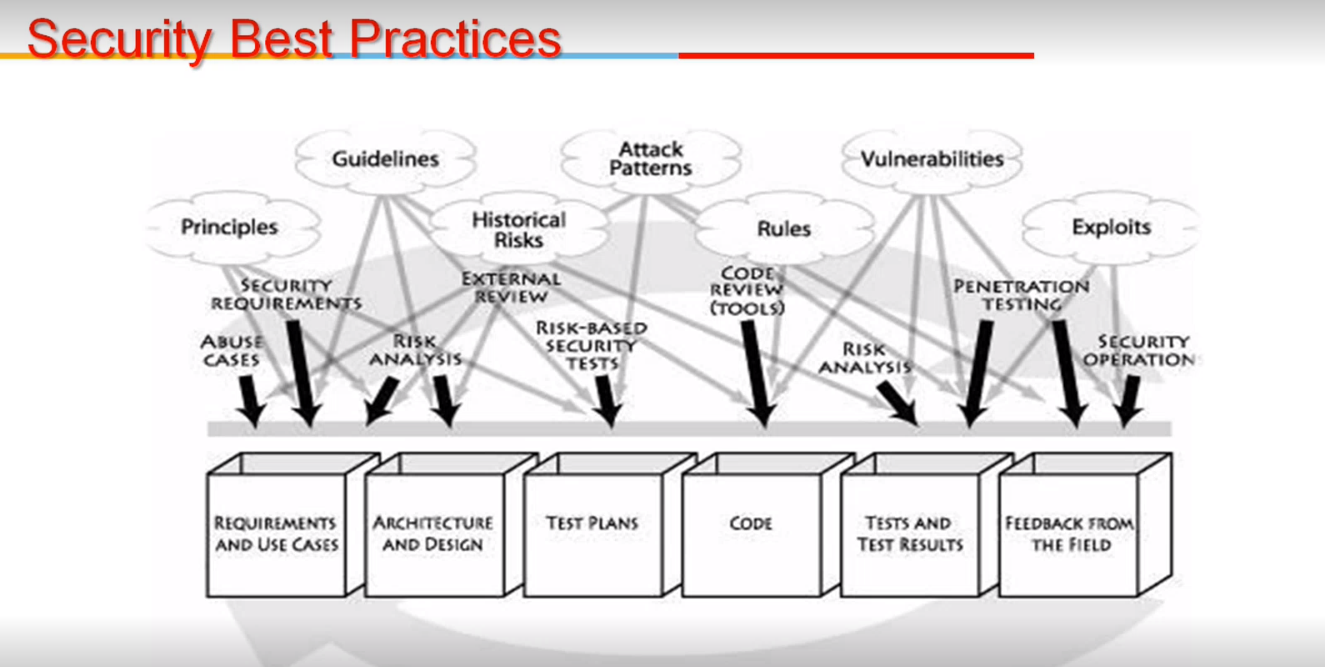 Security Best Practices
Guidelines
Attack
Patterns
Vulnerabilities
Principles
Historical
Risks
Rules
Exploits
SECURITY
REQUIREMENTS
EXTERNAL
REVIEW
CODE
REVIEW
(TOOLS)
PENETRATION
TESTING
ABUSE
CASES
RISK
ANALYSIS
RISK-BASED
SECURITY
TESTS
RISK
ANALYSIS
SECURITY
OPERATION
REQUIREMENTS
AND USE CASES
ARCHITECTURE
AND DESIGN
TEST PLANS
CODE
TESTS AND
TEST RESULTS
FEEDBACK FROM
THE FIELD